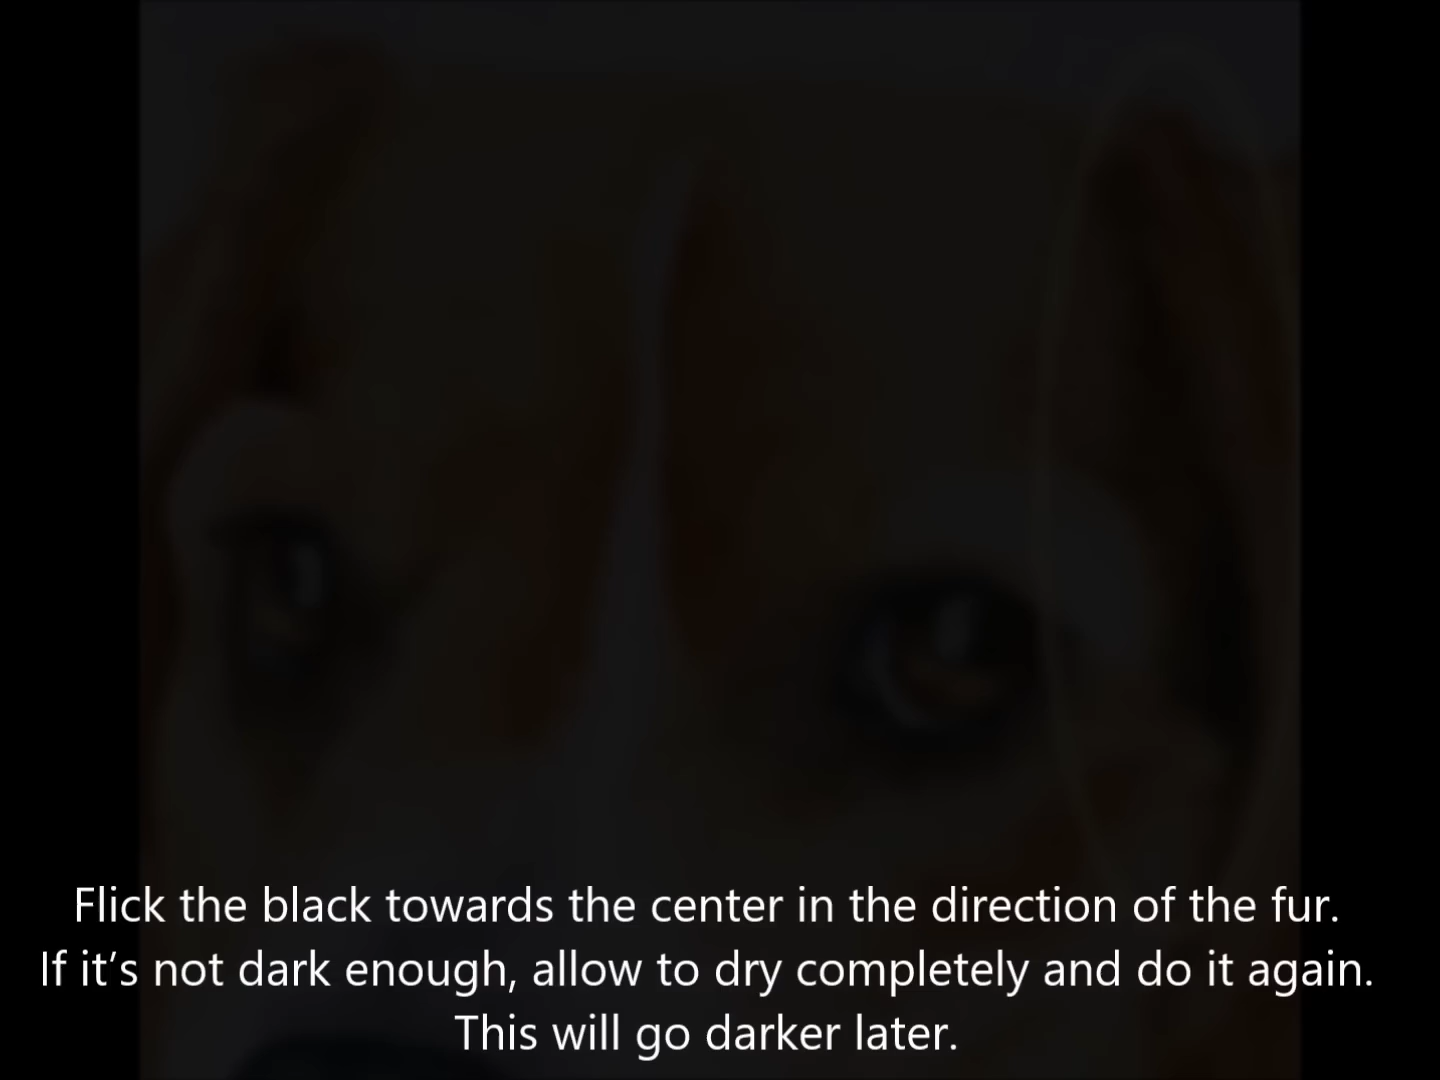 Flick the black towards the center in the direction of the fur.
If it’s not dark enough, allow to dry completely and do it again.
This will go darker later.